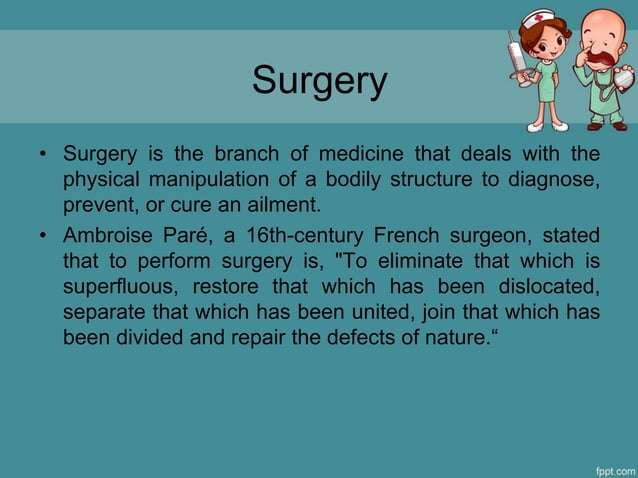 Surgery
• Surgery is the branch of medicine that deals with the
physical manipulation of a bodily structure to diagnose,
prevent, or cure an ailment.
• Ambroise Paré, a 16th-century French surgeon, stated
that to perform surgery is, "To eliminate that which is
superfluous, restore that which has been dislocated,
separate that which has been united, join that which has
been divided and repair the defects of nature.“
fppt.com